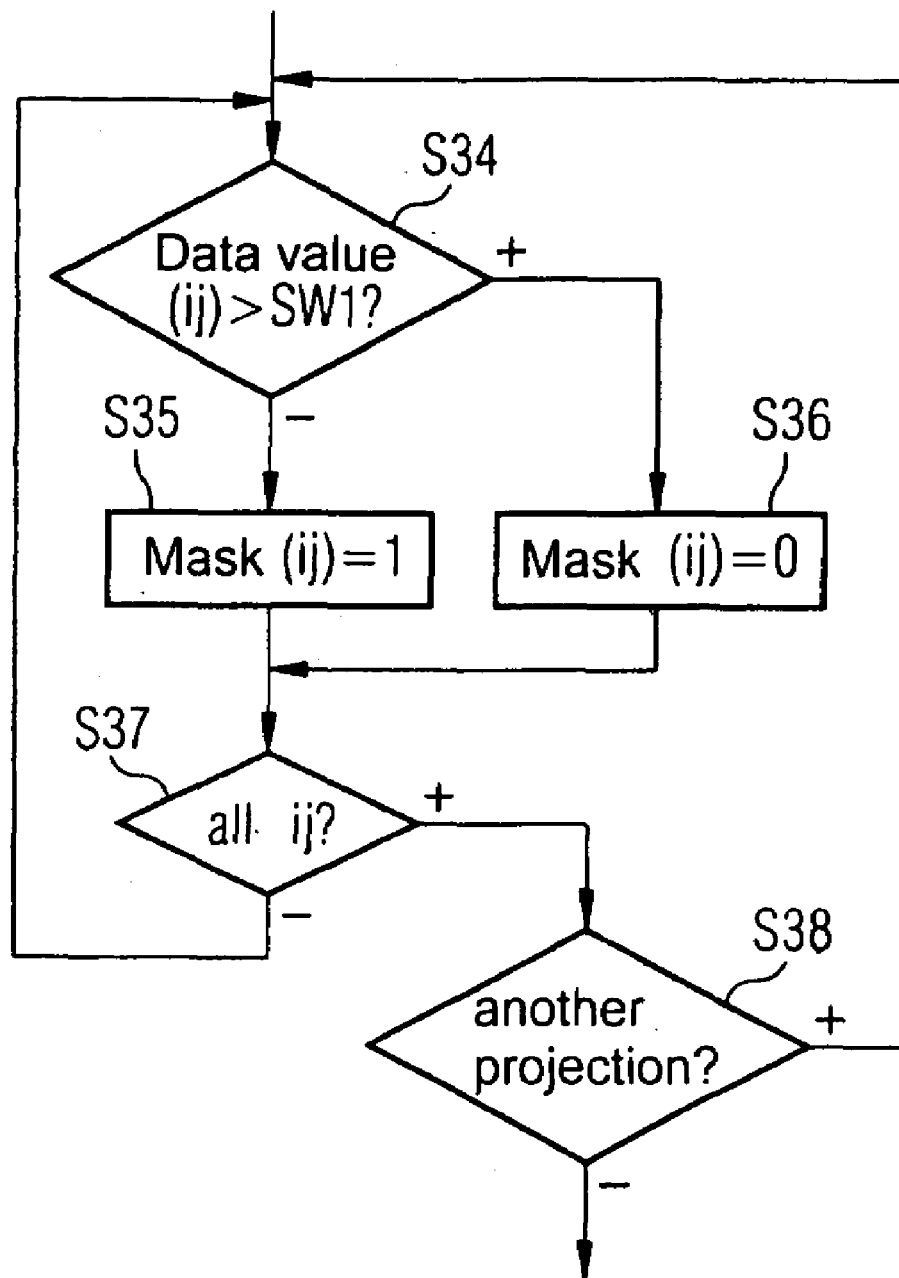 S34
Data value
(ij)>SW1?
+
−
S35
S36
Mask (ij)=1
Mask (ij)=0
S37
all ij?
+
−
S38
another
projection?
+
−